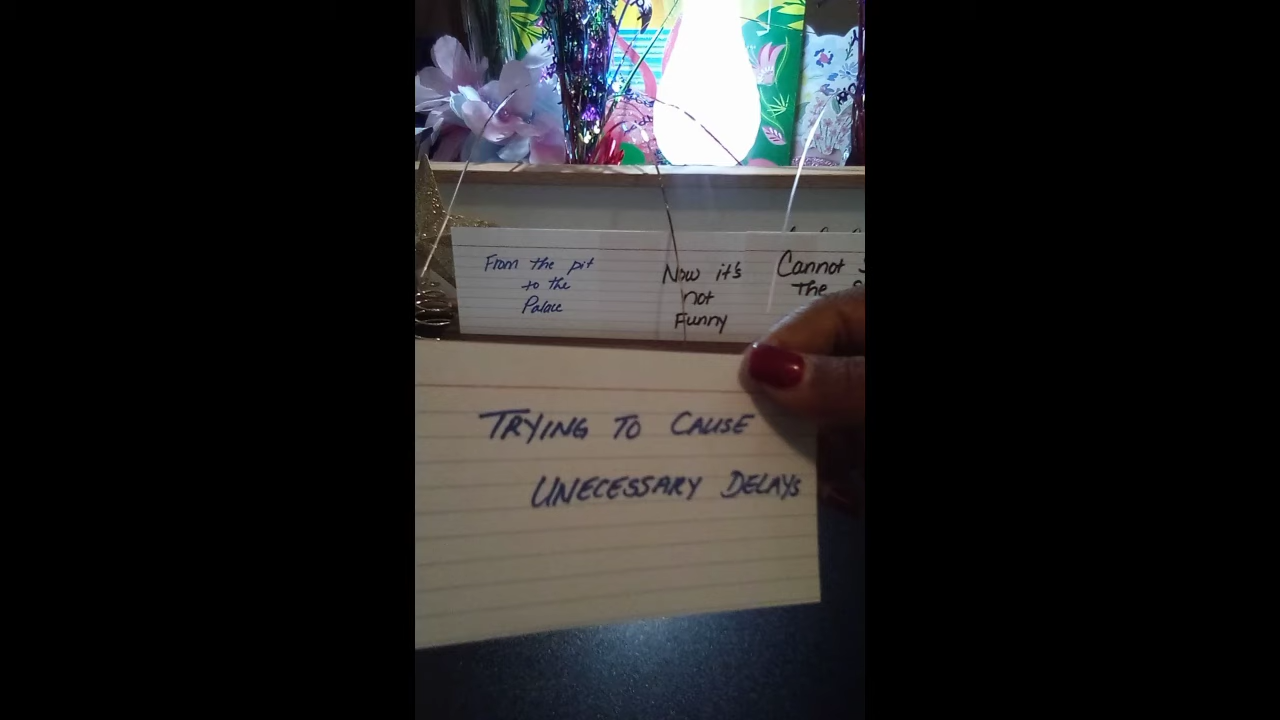 From the pit
to the
Palace
Now it's
not
Funny
Cannot
The
TRYING TO CAUSE
UNECESSARY DELAYS